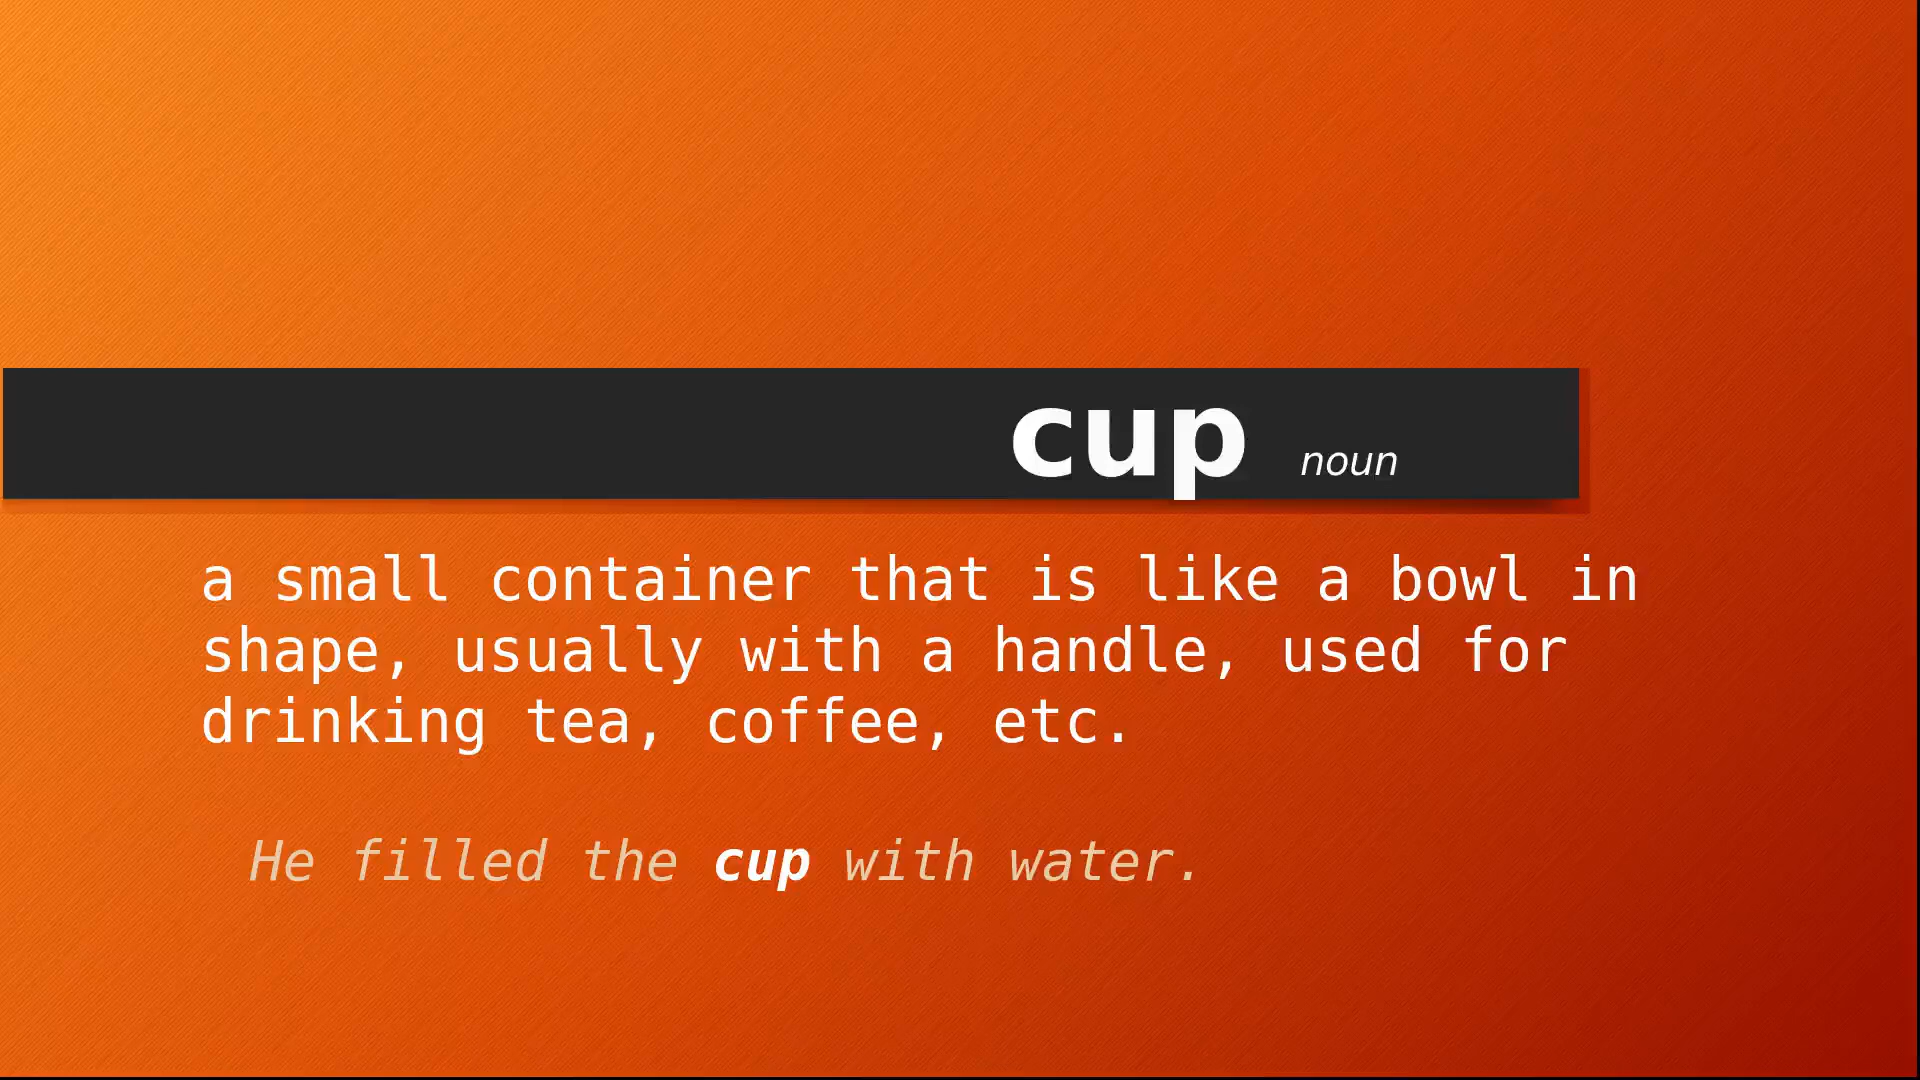 cup noun
a small container that is like a bowl in
shape, usually with a handle, used for
drinking tea, coffee, etc.
He filled the cup with water.